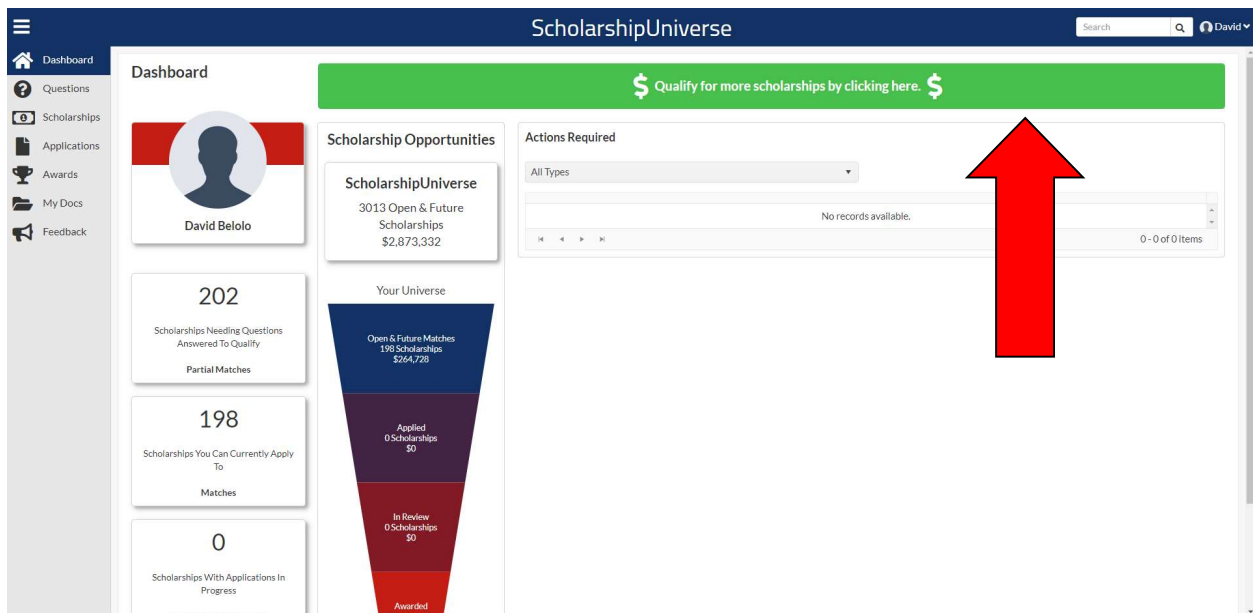 ScholarshipUniverse
Search
David
Dashboard
Questions
Scholarships
Applications
Awards
My Docs
Feedback
Dashboard
$ Qualify for more scholarships by clicking here. $
David Belolo
202
Scholarships Needing Questions
Answered To Qualify
Partial Matches
198
Scholarships You Can Currently Apply
To
Matches
0
Scholarships With Applications In
Progress
Scholarship Opportunities
ScholarshipUniverse
3013 Open & Future
Scholarships
$2,873,332
Your Universe
Open & Future Matches
198 Scholarships
$264,728
Applied
0 Scholarships
$0
In Review
0 Scholarships
$0
Awarded
Actions Required
All Types
No records available.
0 - 0 of 0 items